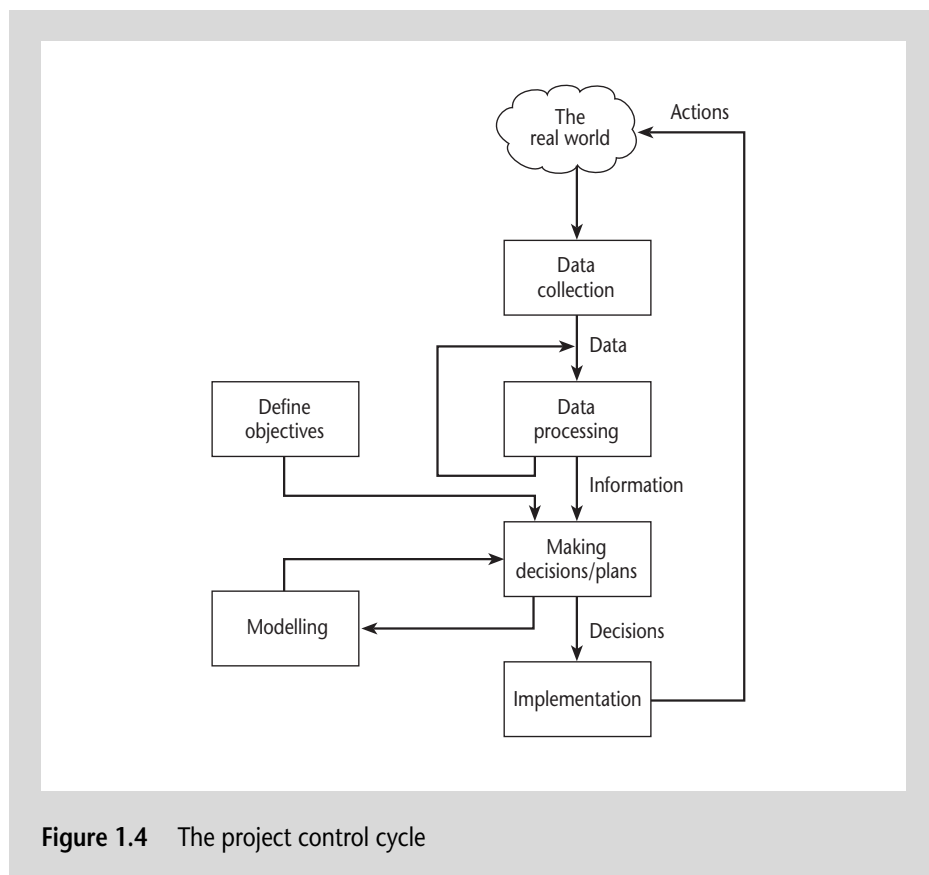 The
real world
Actions
Data
collection
Data
Define
objectives
Data
processing
Information
Making
decisions/plans
Modelling
Decisions
Implementation
Figure 1.4 The project control cycle